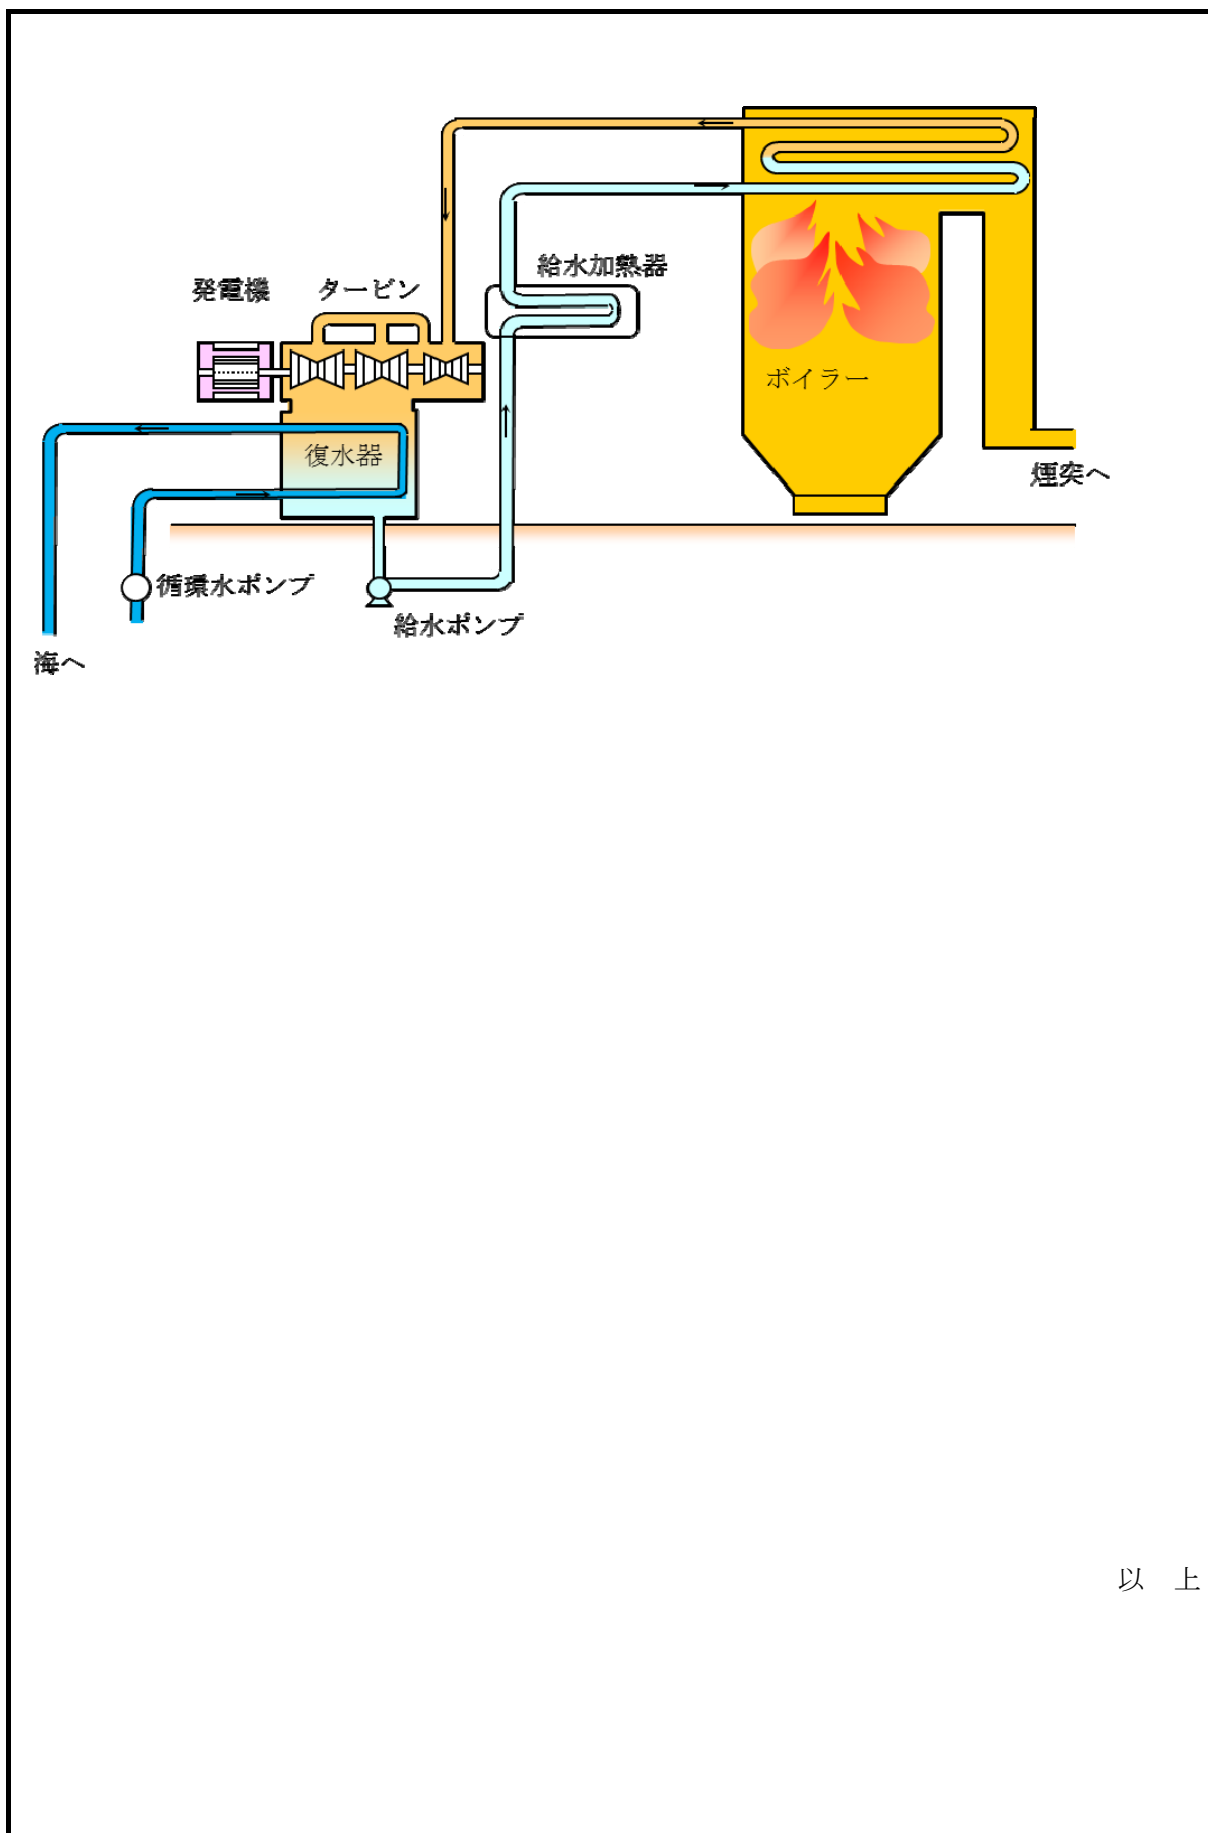 給水加熱器
発電機
タービン
ボイラー
復水器
煙突へ
循環水ポンプ
給水ポンプ
海へ
以 上